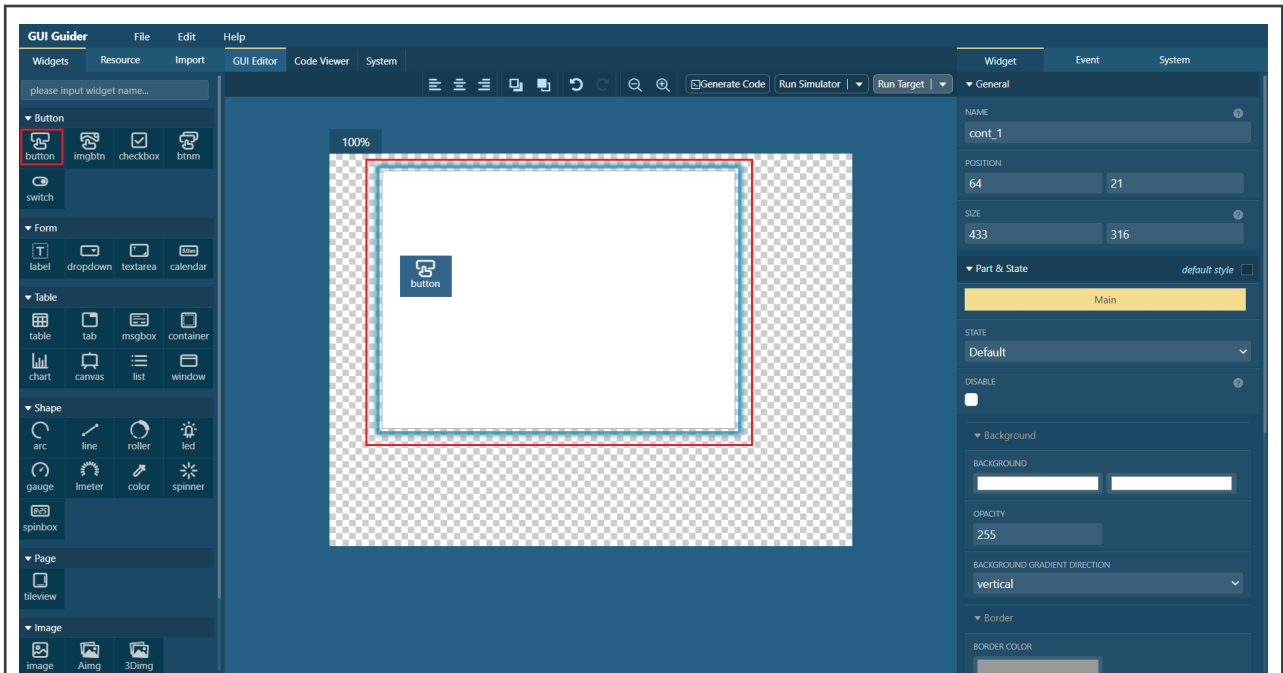 GUI Guider File Edit Help
Widgets Resource Import GUI Editor Code Viewer System Widget Event System
please input widget name...
Generate Code Run Simulator Run Target
General
Button
NAME
button imgbtn checkbox btnm
cont_1
100%
POSITION
switch
64 21
Form
SIZE
label dropdown textarea calendar
433 316
button
Part & State default style
Table
Main
table tab msgbox container
STATE
Default
chart canvas list window
DISABLE
Shape
arc line roller led
Background
BACKGROUND
gauge lmeter color spinner
OPACITY
spinbox
255
Page
BACKGROUND GRADIENT DIRECTION
vertical
tileview
Border
Image
BORDER COLOR
image Aimg 3Dimg